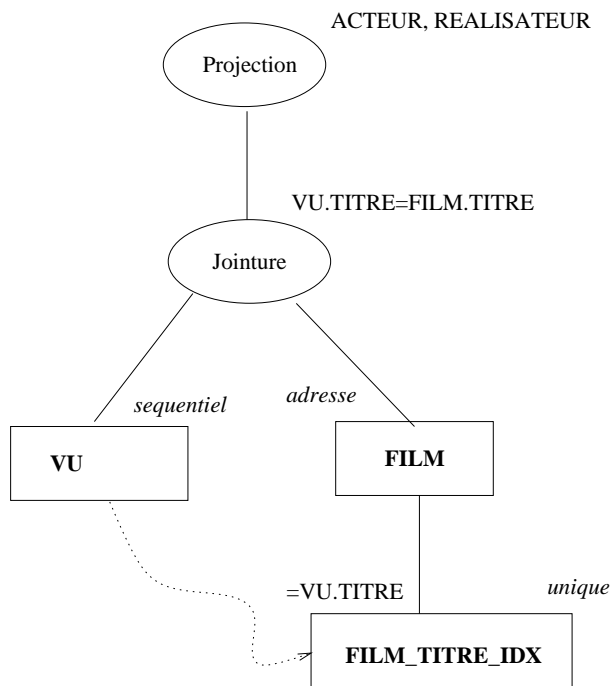 ACTEUR, REALISATEUR
Projection
VU.TITRE=FILM.TITRE
Jointure
sequentiel
adresse
VU
FILM
=VU.TITRE
unique
FILM_TITRE_IDX